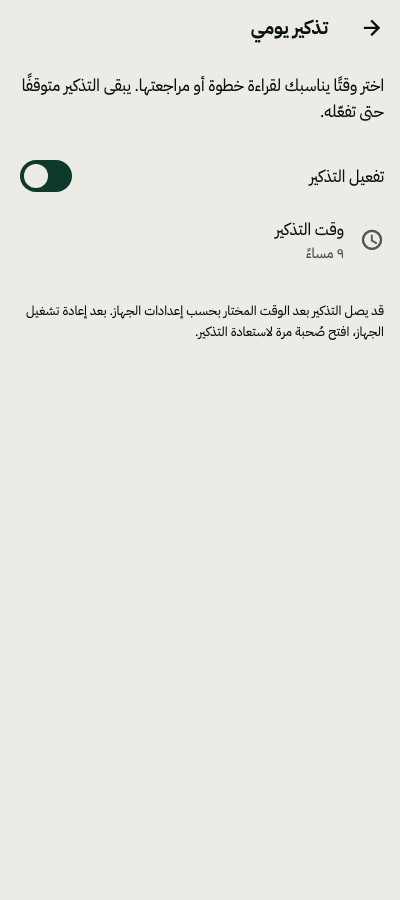 تذكير يومي
اختر وقتًا يناسبك لقراءة خطوة أو مراجعتها. يبقى التذكير متوقفًا
حتى تفعّله.
تفعيل التذكير
وقت التذكير
٩ مساءً
قد يصل التذكير بعد الوقت المختار بحسب إعدادات الجهاز. بعد إعادة تشغيل
الجهاز، افتح صُحبة مرة لاستعادة التذكير.